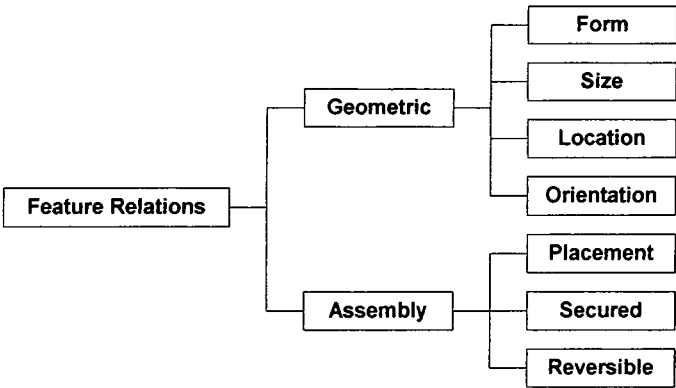 Form
Size
Geometric
Location
Orientation
Feature Relations
Placement
Assembly
Secured
Reversible